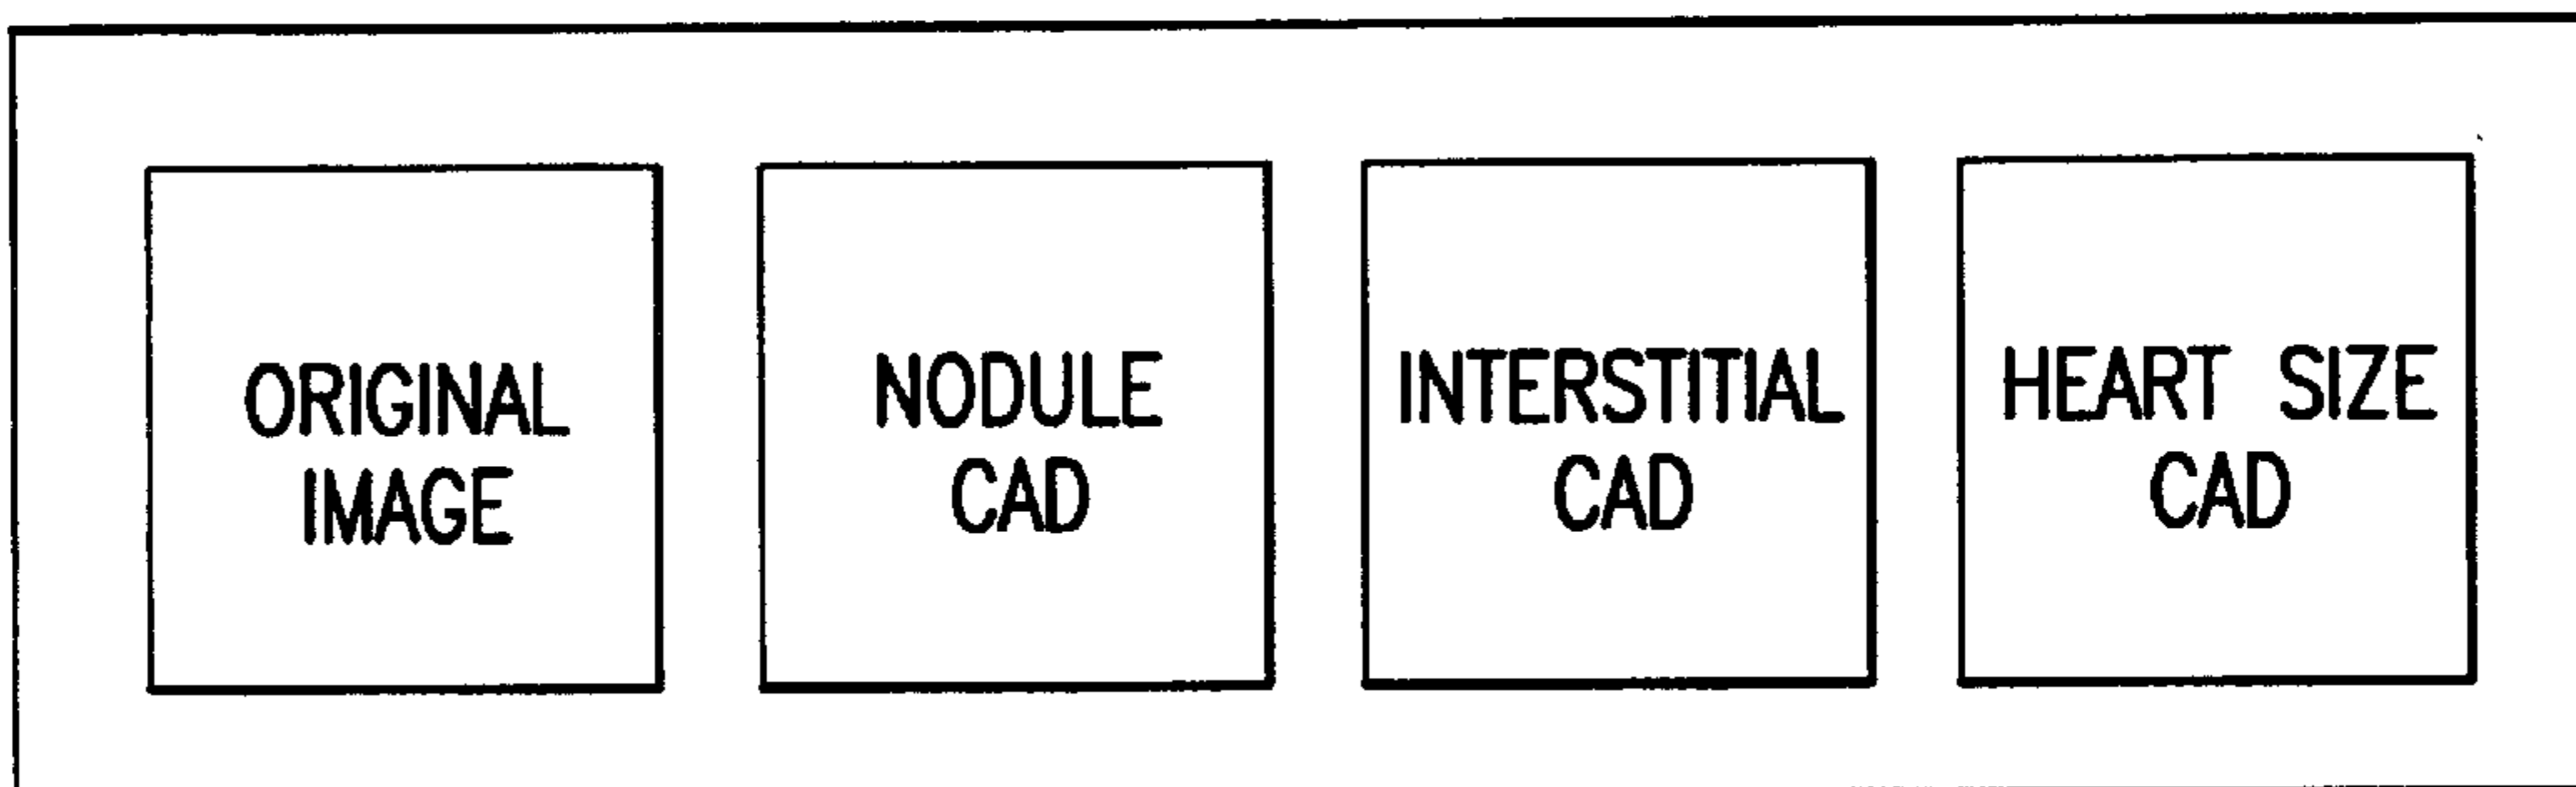 ORIGINAL
IMAGE
NODULE
CAD
INTERSTITIAL
CAD
HEART SIZE
CAD